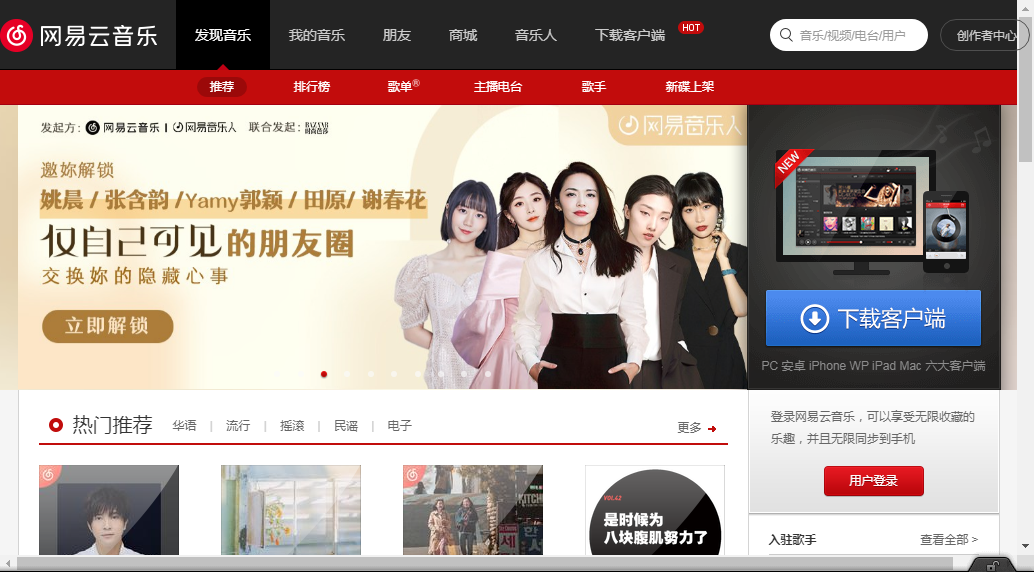 网易云音乐
发现音乐 我的音乐 朋友 商城 音乐人 下载客户端 HOT
音乐/视频/电台/用户
创作者中心
推荐 排行榜 歌单® 主播电台 歌手 新碟上架
发起方: 网易云音乐 | 网易音乐人 联合发起: BAZAAR 时尚芭莎
网易音乐人
邀妳解锁
姚晨 / 张含韵 /Yamy郭颖 / 田原/ 谢春花
仅自己可见的朋友圈
交换妳的隐藏心事
立即解锁
NEW
下载客户端
PC 安卓 iPhone WP iPad Mac 六大客户端
热门推荐 华语 | 流行 | 摇滚 | 民谣 | 电子
更多
登录网易云音乐，可以享受无限收藏的
乐趣，并且无限同步到手机
用户登录
KITCH
VOL.42
是时候为
八块腹肌努力了
入驻歌手 查看全部 >